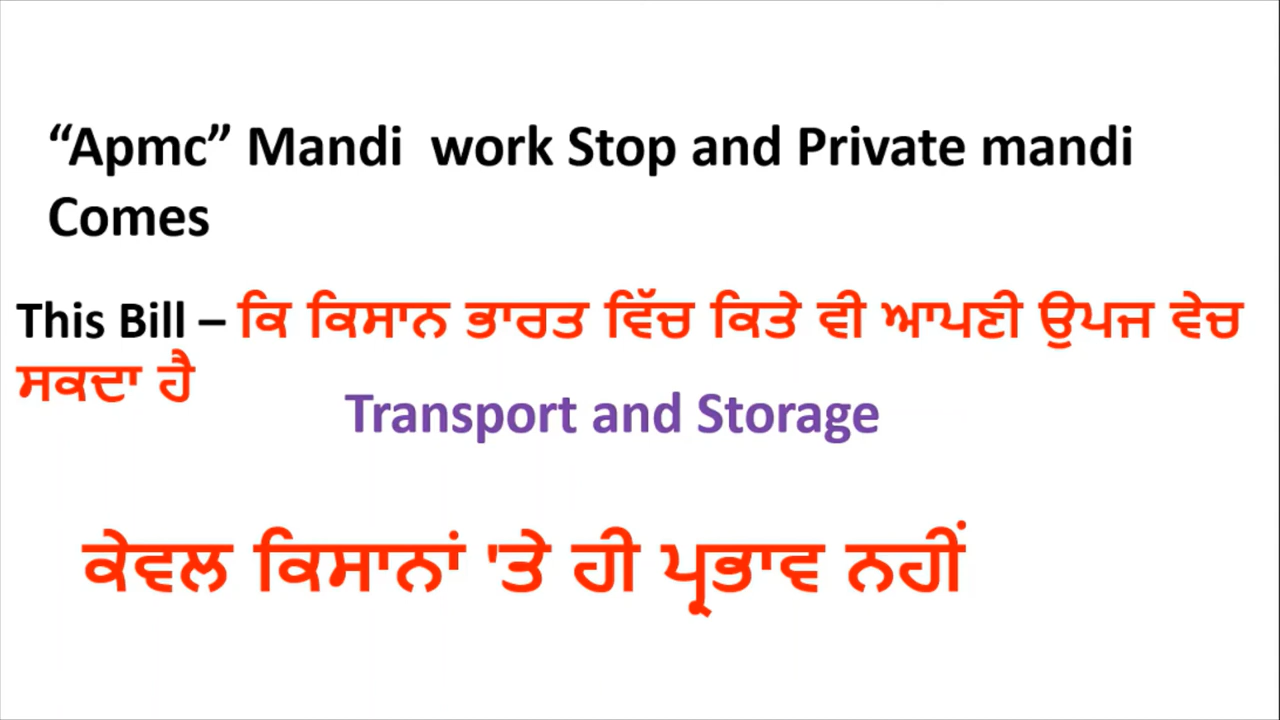 “Apmc” Mandi work Stop and Private mandi
Comes
This Bill – ਕਿ ਕਿਸਾਨ ਭਾਰਤ ਵਿੱਚ ਕਿਤੇ ਵੀ ਆਪਣੀ ਉਪਜ ਵੇਚ
ਸਕਦਾ ਹੈ
Transport and Storage
ਕੇਵਲ ਕਿਸਾਨਾਂ 'ਤੇ ਹੀ ਪ੍ਰਭਾਵ ਨਹੀਂ